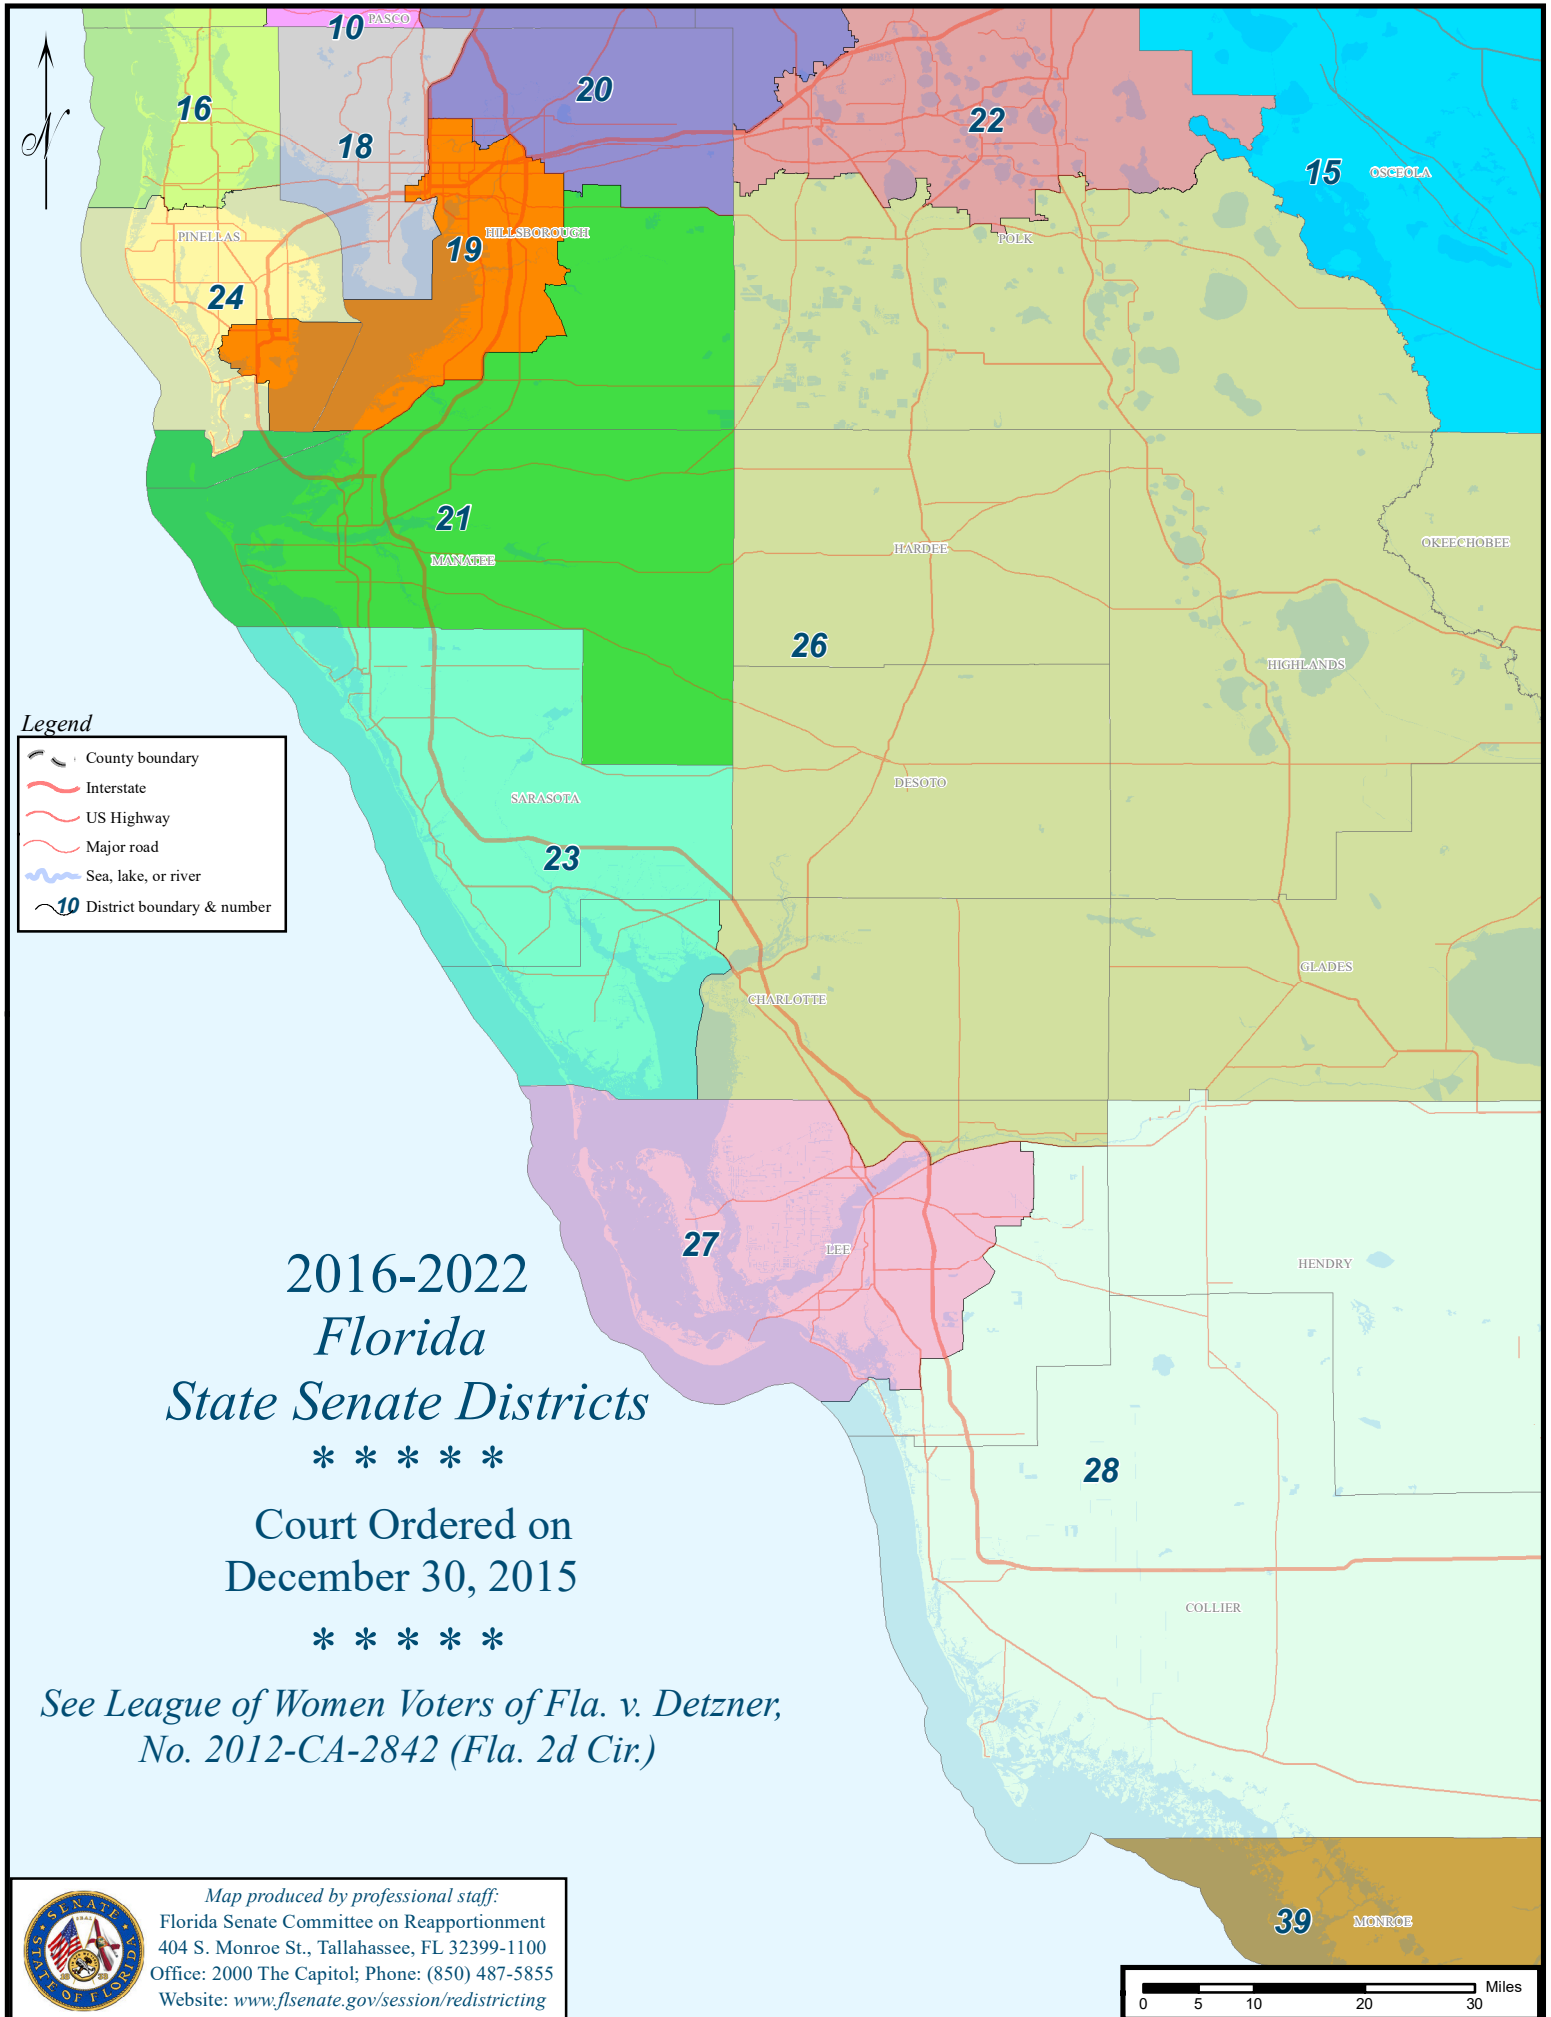 10
PASCO
N
16
20
18
22
15
OSCEOLA
PINELLAS
HILLSBOROUGH
19
POLK
24
21
MANATEE
HARDEE
OKEECHOBEE
26
HIGHLANDS
Legend
County boundary
Interstate
US Highway
Major road
Sea, lake, or river
10 District boundary & number
SARASOTA
DESOTO
23
CHARLOTTE
GLADES
27
LEE
HENDRY
2016-2022
Florida
State Senate Districts
* * * * *
Court Ordered on
December 30, 2015
* * * * *
See League of Women Voters of Fla. v. Detzner,
No. 2012-CA-2842 (Fla. 2d Cir.)
28
COLLIER
39
MONROE
SENATE
STATE OF FLORIDA
Map produced by professional staff:
Florida Senate Committee on Reapportionment
404 S. Monroe St., Tallahassee, FL 32399-1100
Office: 2000 The Capitol; Phone: (850) 487-5855
Website: www.flsenate.gov/session/redistricting
Miles
0 5 10 20 30